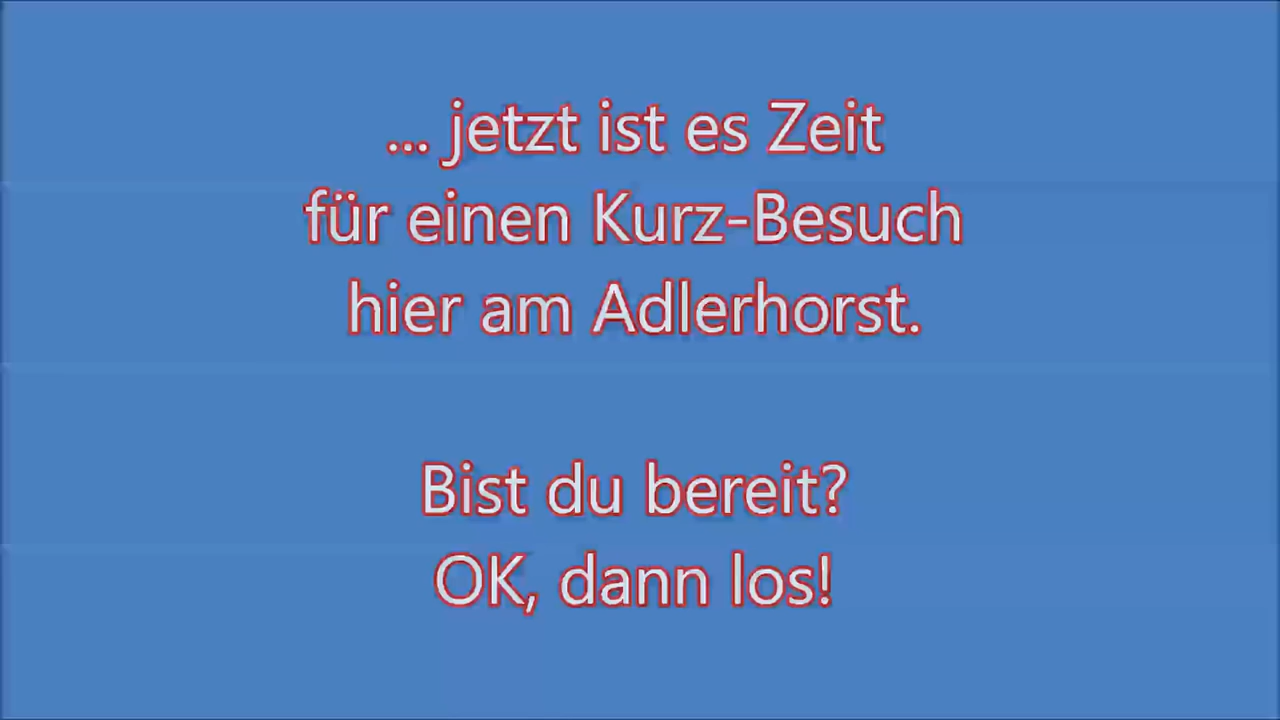 ... jetzt ist es Zeit
für einen Kurz-Besuch
hier am Adlerhorst.
Bist du bereit?
OK, dann los!